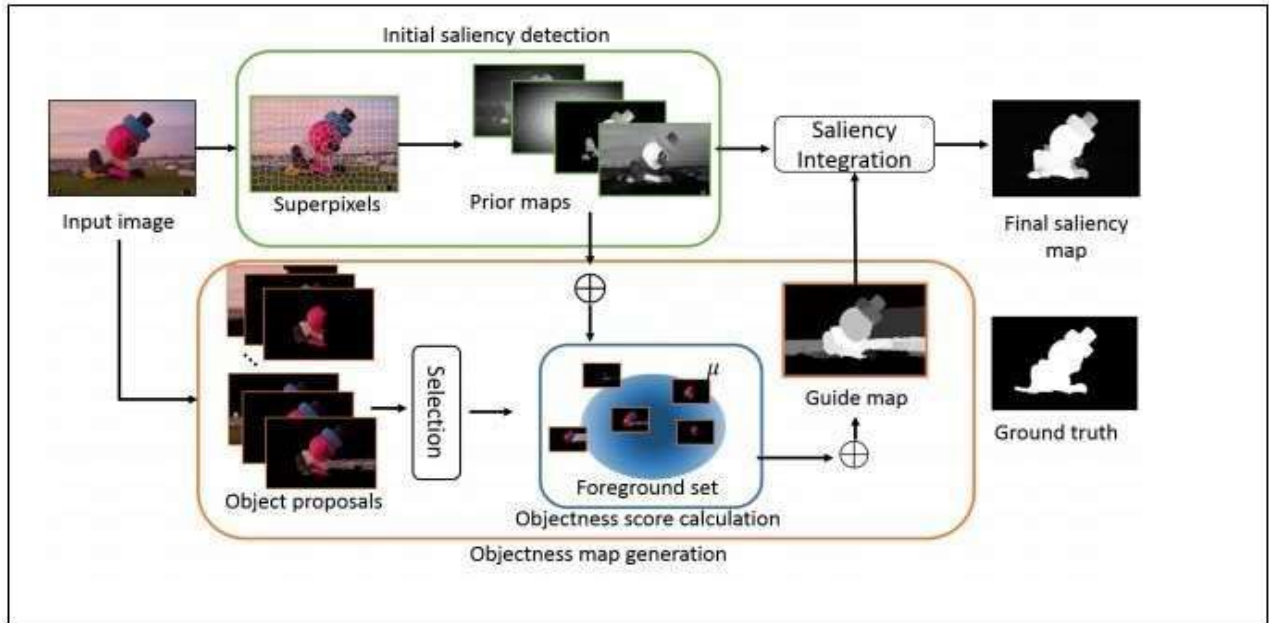 Initial saliency detection
Input image
Superpixels
Prior maps
Saliency
Integration
Final saliency
map
Object proposals
Selection
μ
Foreground set
Objectness score calculation
Guide map
Ground truth
Objectness map generation